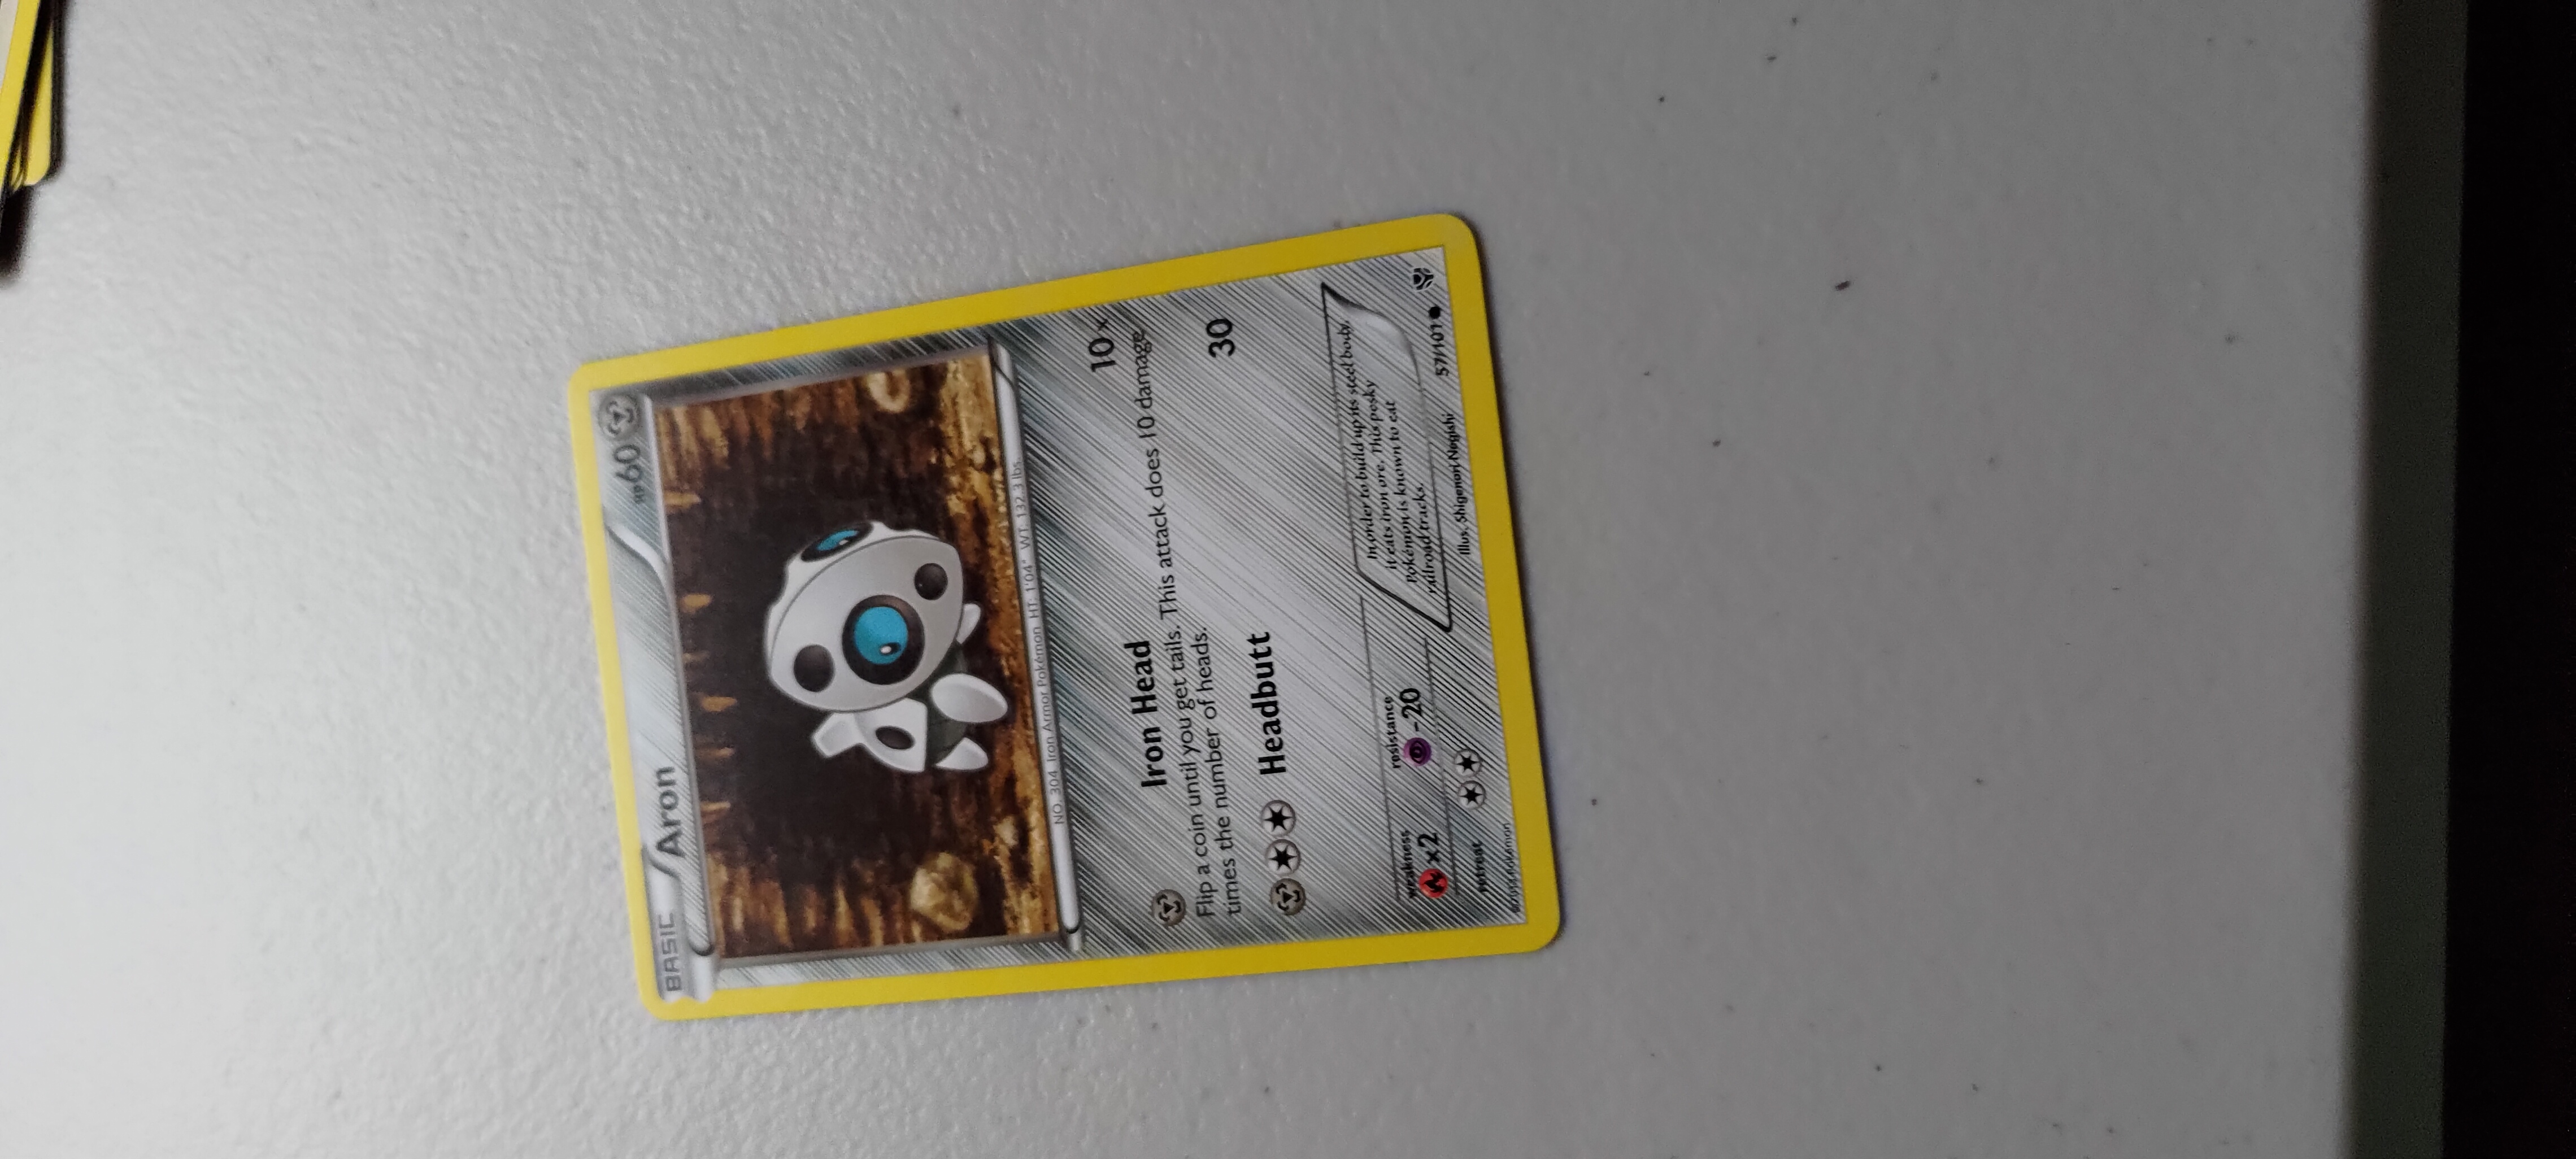 BASIC Aron HP60
NO. 304 Iron Armor Pokémon HT: 1'04" WT: 132.3 lbs.
Iron Head 10×
Flip a coin until you get tails. This attack does 10 damage
times the number of heads.
Headbutt 30
weakness
×2
resistance
-20
retreat
In order to build up its steel body,
it eats iron ore. This pesky
Pokémon is known to eat
railroad tracks.
Illus. Shigenori Negishi
57/101
Pokémon